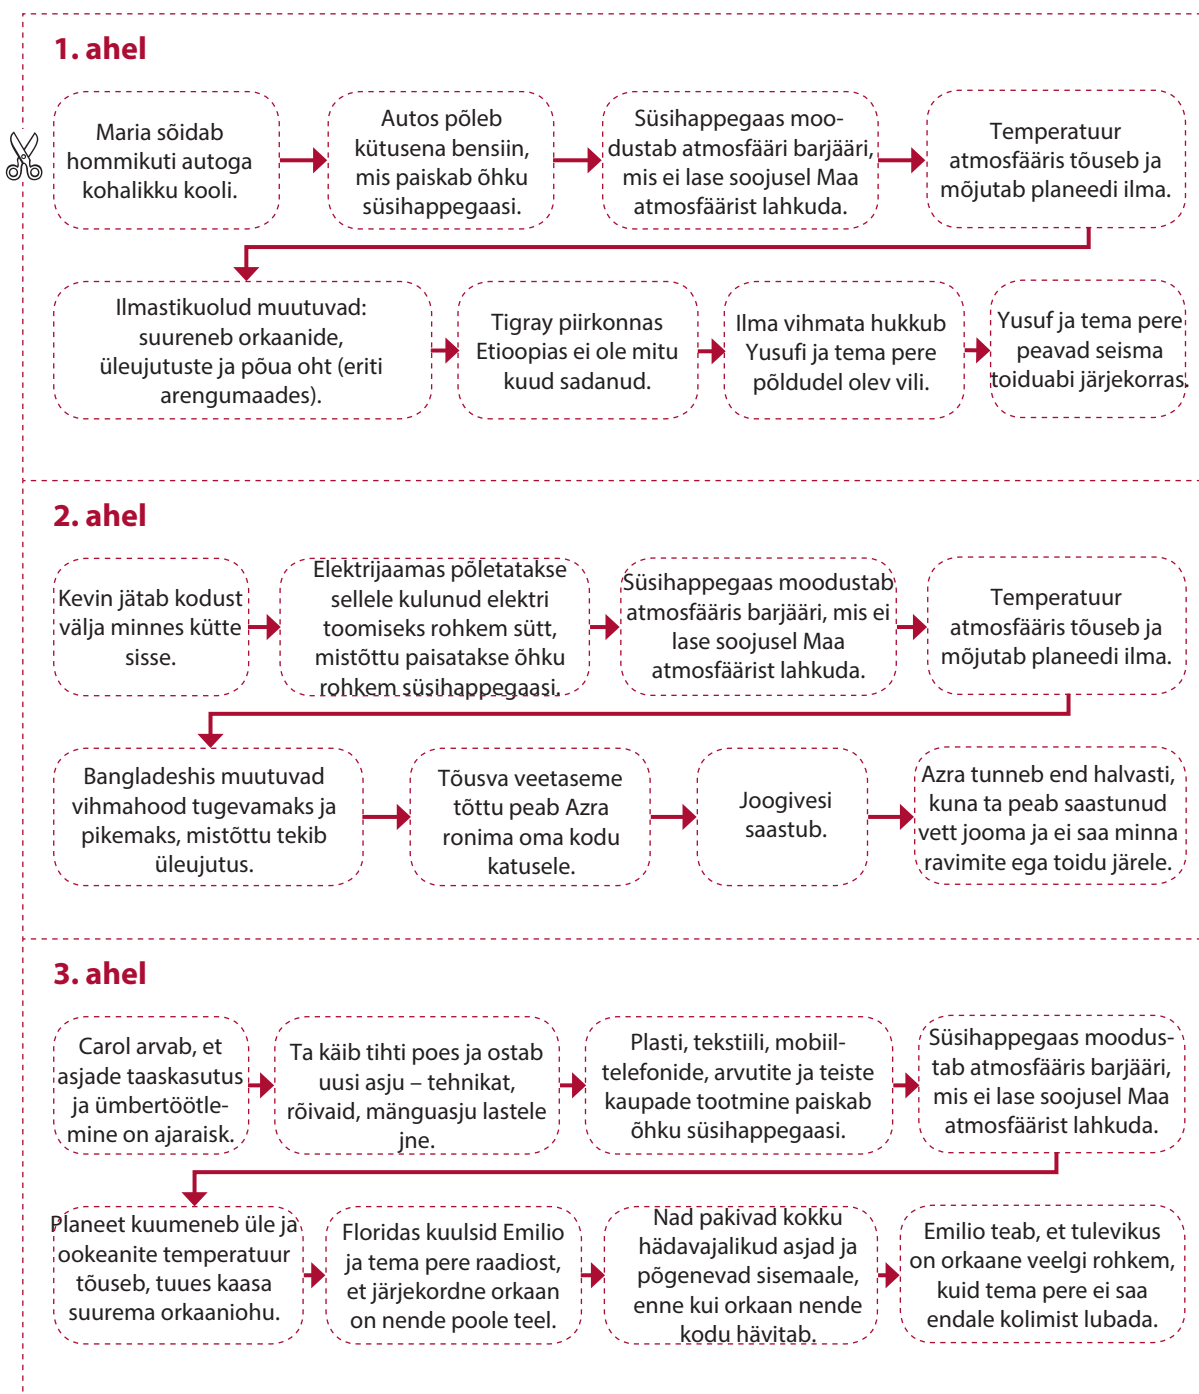 1. ahel
Maria sõidab
hommikuti autoga
kohalikku kooli.
Autos põleb
kütusena bensiin,
mis paiskab õhku
süsihappegaasi.
Süsihappegaas moo-
dustab atmosfääri barjääri,
mis ei lase soojusel Maa
atmosfäärist lahkuda.
Temperatuur
atmosfääris tõuseb ja
mõjutab planeedi ilma.
Ilmastikuolud muutuvad:
suureneb orkaanide,
üleujutuste ja põua oht (eriti
arengumaades).
Tigray piirkonnas
Etioopias ei ole mitu
kuud sadanud.
Ilma vihmata hukkub
Yusufi ja tema pere
põldudel olev vili.
Yusuf ja tema pere
peavad seisma
toiduabi järjekorras.
2. ahel
Kevin jätab kodust
välja minnes kütte
sisse.
Elektrijaamas põletatakse
sellele kulunud elektri
toomiseks rohkem sütt,
mistõttu paisatakse õhku
rohkem süsihappegaasi.
Süsihappegaas moodustab
atmosfääris barjääri, mis ei
lase soojusel Maa
atmosfäärist lahkuda.
Temperatuur
atmosfääris tõuseb ja
mõjutab planeedi ilma.
Bangladeshis muutuvad
vihmahood tugevamaks ja
pikemaks, mistõttu tekib
üleujutus.
Tõusva veetaseme
tõttu peab Azra
ronima oma kodu
katusele.
Joogivesi
saastub.
Azra tunneb end halvasti,
kuna ta peab saastunud
vett jooma ja ei saa minna
ravimite ega toidu järele.
3. ahel
Carol arvab, et
asjade taaskasutus
ja ümbertöötle-
mine on ajaraisk.
Ta käib tihti poes ja ostab
uusi asju – tehnikat,
rõivaid, mänguasju lastele
jne.
Plasti, tekstiili, mobiil-
telefonide, arvutite ja teiste
kaupade tootmine paiskab
õhku süsihappegaasi.
Süsihappegaas moodus-
tab atmosfääris barjääri,
mis ei lase soojusel Maa
atmosfäärist lahkuda.
Planeet kuumeneb üle ja
ookeanite temperatuur
tõuseb, tuues kaasa
suurema orkaaniohu.
Floridas kuulsid Emilio
ja tema pere raadiost,
et järjekordne orkaan
on nende poole teel.
Nad pakivad kokku
hädavajalikud asjad ja
põgenevad sisemaale,
enne kui orkaan nende
kodu hävitab.
Emilio teab, et tulevikus
on orkaane veelgi rohkem,
kuid tema pere ei saa
endale kolimist lubada.